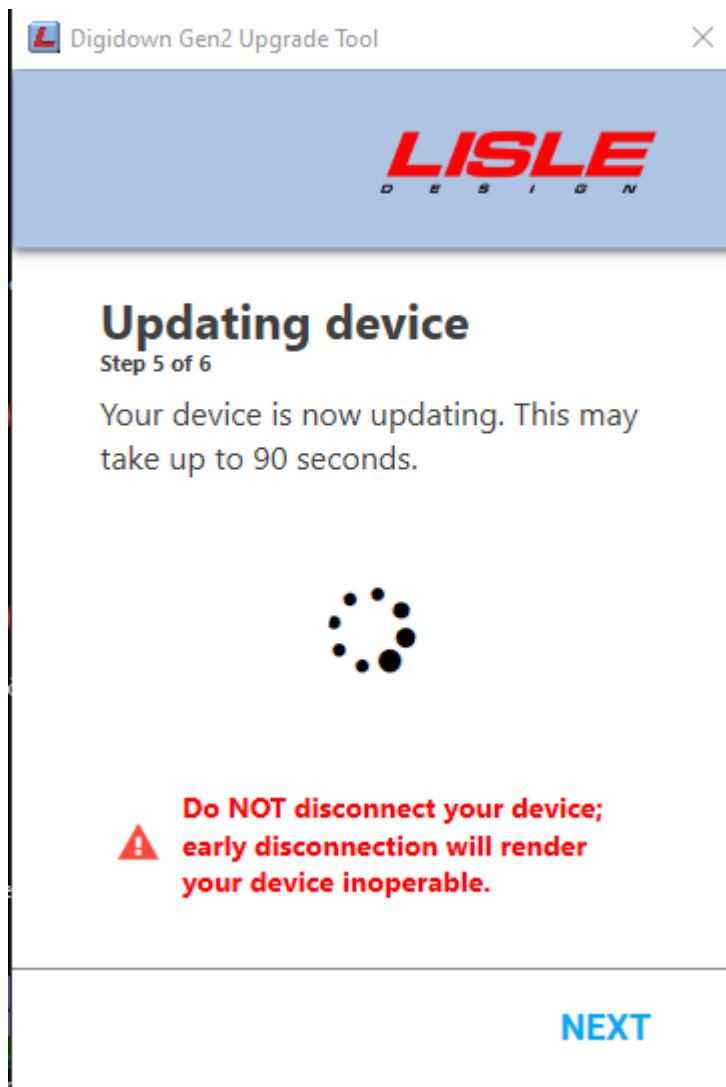 Digidown Gen2 Upgrade Tool
LISLE
DESIGN
Updating device
Step 5 of 6
Your device is now updating. This may
take up to 90 seconds.
Do NOT disconnect your device;
early disconnection will render
your device inoperable.
NEXT